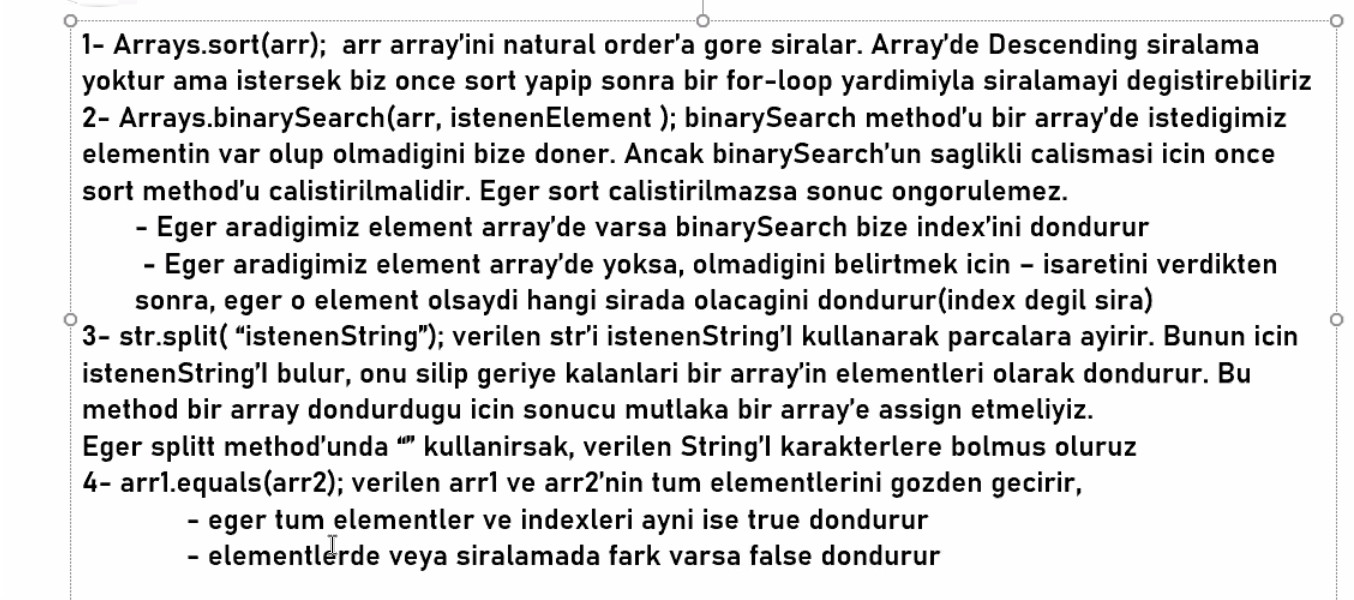 1- Arrays.sort(arr);  arr array'ini natural order'a gore siralar. Array'de Descending siralama
yoktur ama istersek biz once sort yapip sonra bir for-loop yardimiyla siralamayi degistirebiliriz
2- Arrays.binarySearch(arr, istenenElement ); binarySearch method'u bir array'de istedigimiz
elementin var olup olmadigini bize doner. Ancak binarySearch'un saglikli calismasi icin once
sort method'u calistirilmalidir. Eger sort calistirilmazsa sonuc ongorulemez.
- Eger aradigimiz element array'de varsa binarySearch bize index'ini dondurur
- Eger aradigimiz element array'de yoksa, olmadigini belirtmek icin – isaretini verdikten
sonra, eger o element olsaydi hangi sirada olacagini dondurur(index degil sira)
3- str.split( “istenenString”); verilen str'i istenenString'I kullanarak parcalara ayirir. Bunun icin
istenenString'I bulur, onu silip geriye kalanlari bir array'in elementleri olarak dondurur. Bu
method bir array dondurdugu icin sonucu mutlaka bir array'e assign etmeliyiz.
Eger splitt method'unda “” kullanirsak, verilen String'I karakterlere bolmus oluruz
4- arr1.equals(arr2); verilen arr1 ve arr2'nin tum elementlerini gozden gecirir,
- eger tum elementler ve indexleri ayni ise true dondurur
- elementlerde veya siralamada fark varsa false dondurur